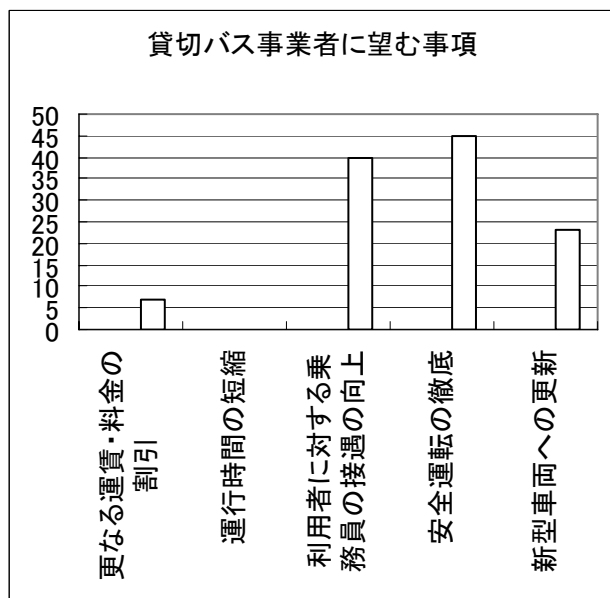 貸切バス事業者に望む事項
50
45
40
35
30
25
20
15
10
5
0
更なる運賃・料金の
割引
運行時間の短縮
利用者に対する乗
務員の接遇の向上
安全運転の徹底
新型車両への更新